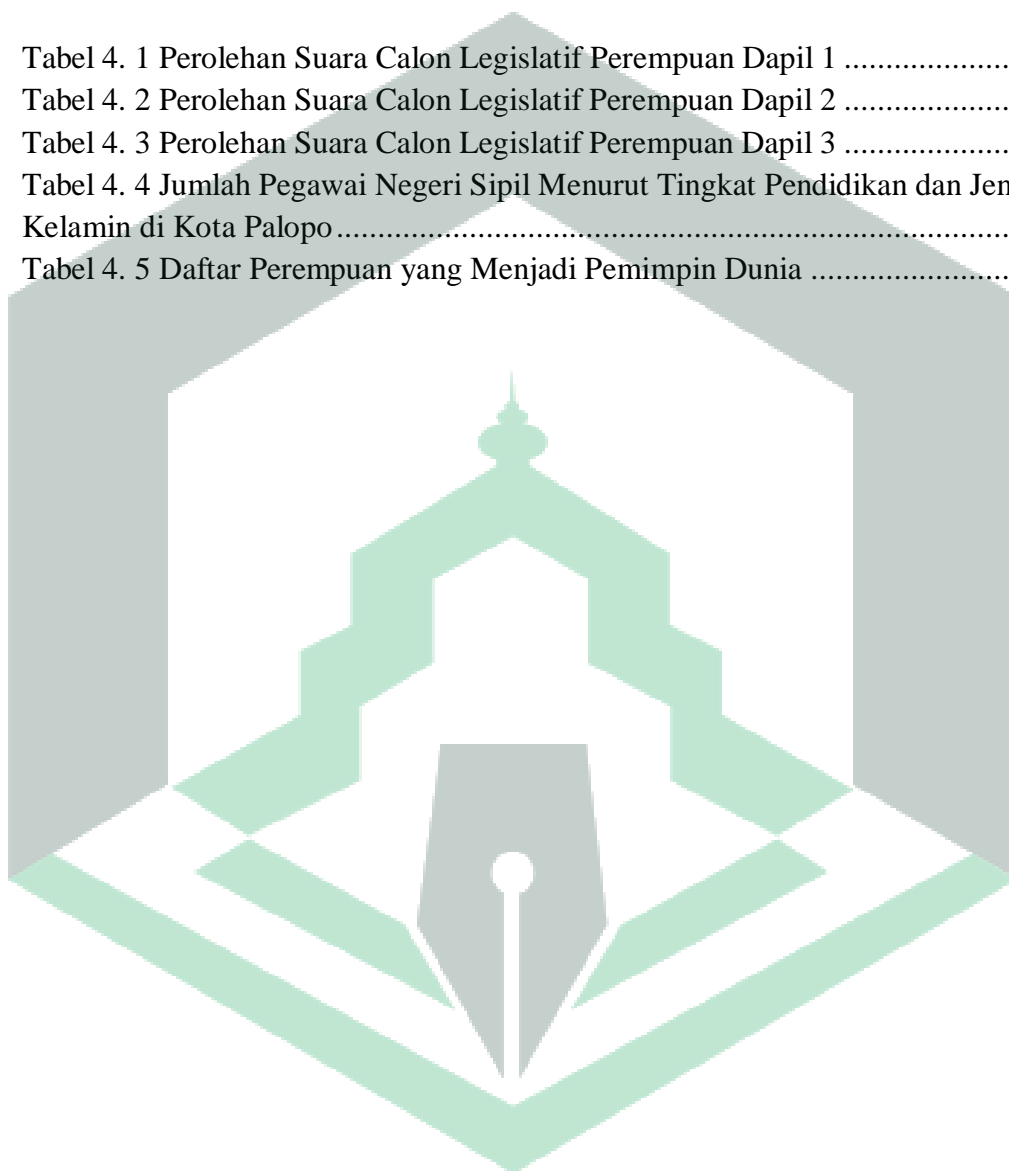 Tabel 4. 1 Perolehan Suara Calon Legislatif Perempuan Dapil 1 ....................
Tabel 4. 2 Perolehan Suara Calon Legislatif Perempuan Dapil 2 ....................
Tabel 4. 3 Perolehan Suara Calon Legislatif Perempuan Dapil 3 ....................
Tabel 4. 4 Jumlah Pegawai Negeri Sipil Menurut Tingkat Pendidikan dan Jen
Kelamin di Kota Palopo..................................................................................
Tabel 4. 5 Daftar Perempuan yang Menjadi Pemimpin Dunia ........................